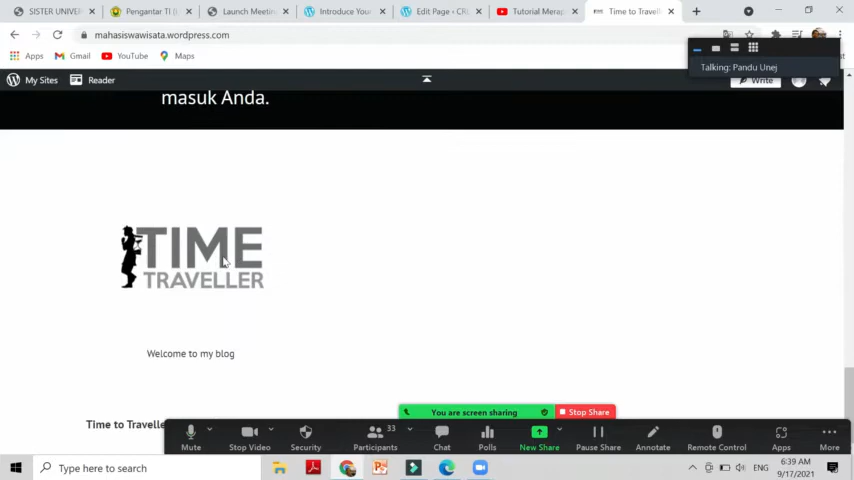 SISTER UNIVER
Pengantar TI (
Launch Meetin
Introduce Your
Edit Page ‹ CR
Tutorial Merap
Time to Travell
mahasiswawisata.wordpress.com
Apps
Gmail
YouTube
Maps
Talking: Pandu Unej
My Sites
Reader
Write
masuk Anda.
TIME
TRAVELLER
Welcome to my blog
Time to Travelle
You are screen sharing
Stop Share
33
Mute
Stop Video
Security
Participants
Chat
Polls
New Share
Pause Share
Annotate
Remote Control
Apps
More
Type here to search
ENG
6:39 AM
9/17/2021